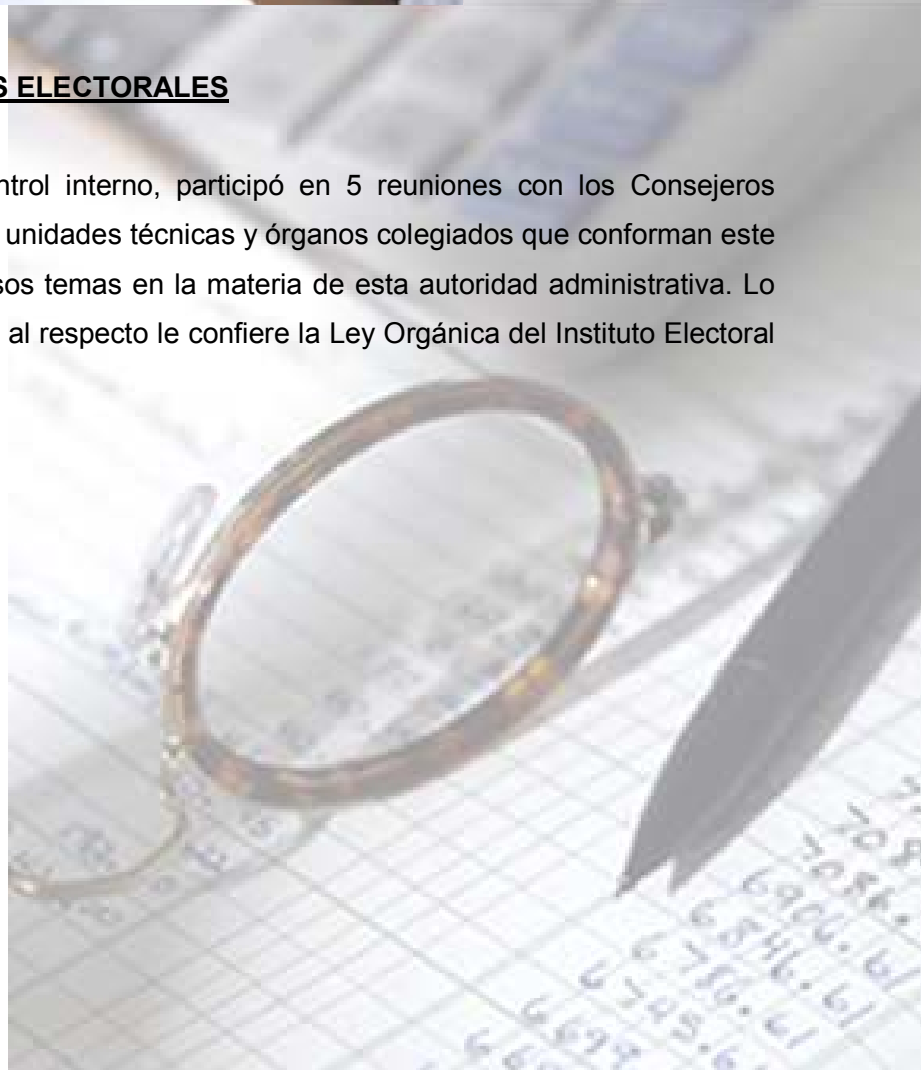 S ELECTORALES
ntrol interno, participó en 5 reuniones con los Consejeros
unidades técnicas y órganos colegiados que conforman este
sos temas en la materia de esta autoridad administrativa. Lo
al respecto le confiere la Ley Orgánica del Instituto Electoral